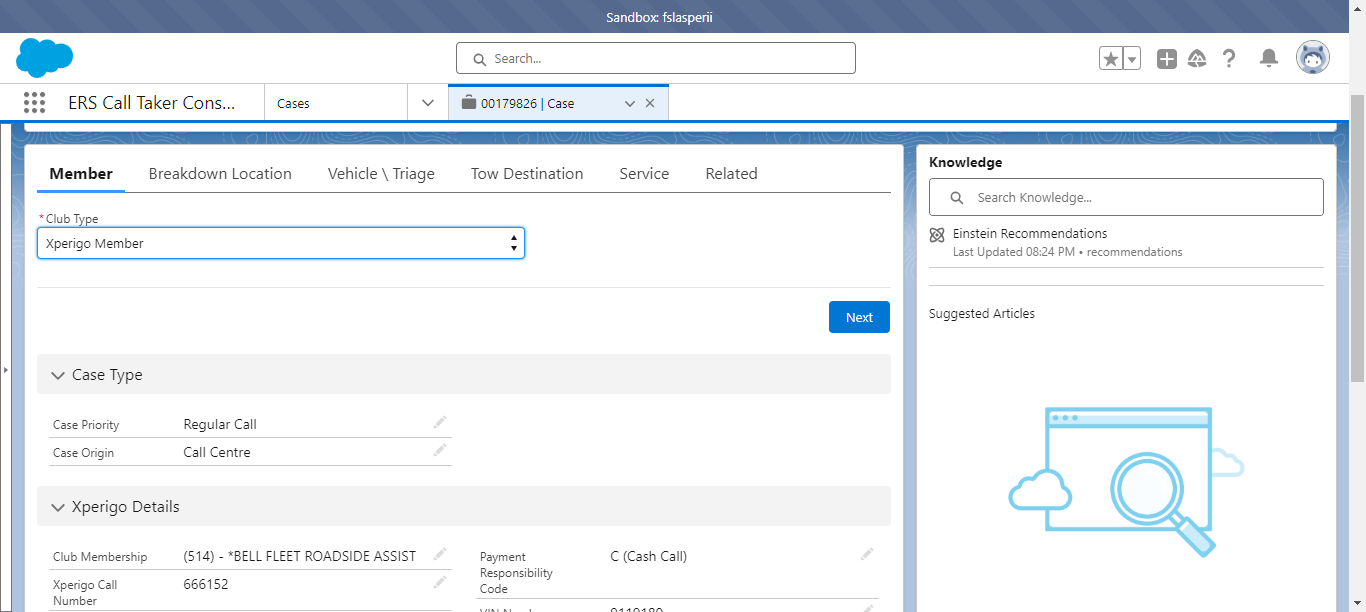 Sandbox: fslasperii
Search...
ERS Call Taker Cons...
Cases
00179826 | Case
Member
Breakdown Location
Vehicle \ Triage
Tow Destination
Service
Related
* Club Type
Xperigo Member
Next
Case Type
Case Priority
Regular Call
Case Origin
Call Centre
Xperigo Details
Club Membership
(514) - *BELL FLEET ROADSIDE ASSIST
Xperigo Call
Number
666152
Payment
Responsibility
Code
C (Cash Call)
Knowledge
Search Knowledge...
Einstein Recommendations
Last Updated 08:24 PM • recommendations
Suggested Articles